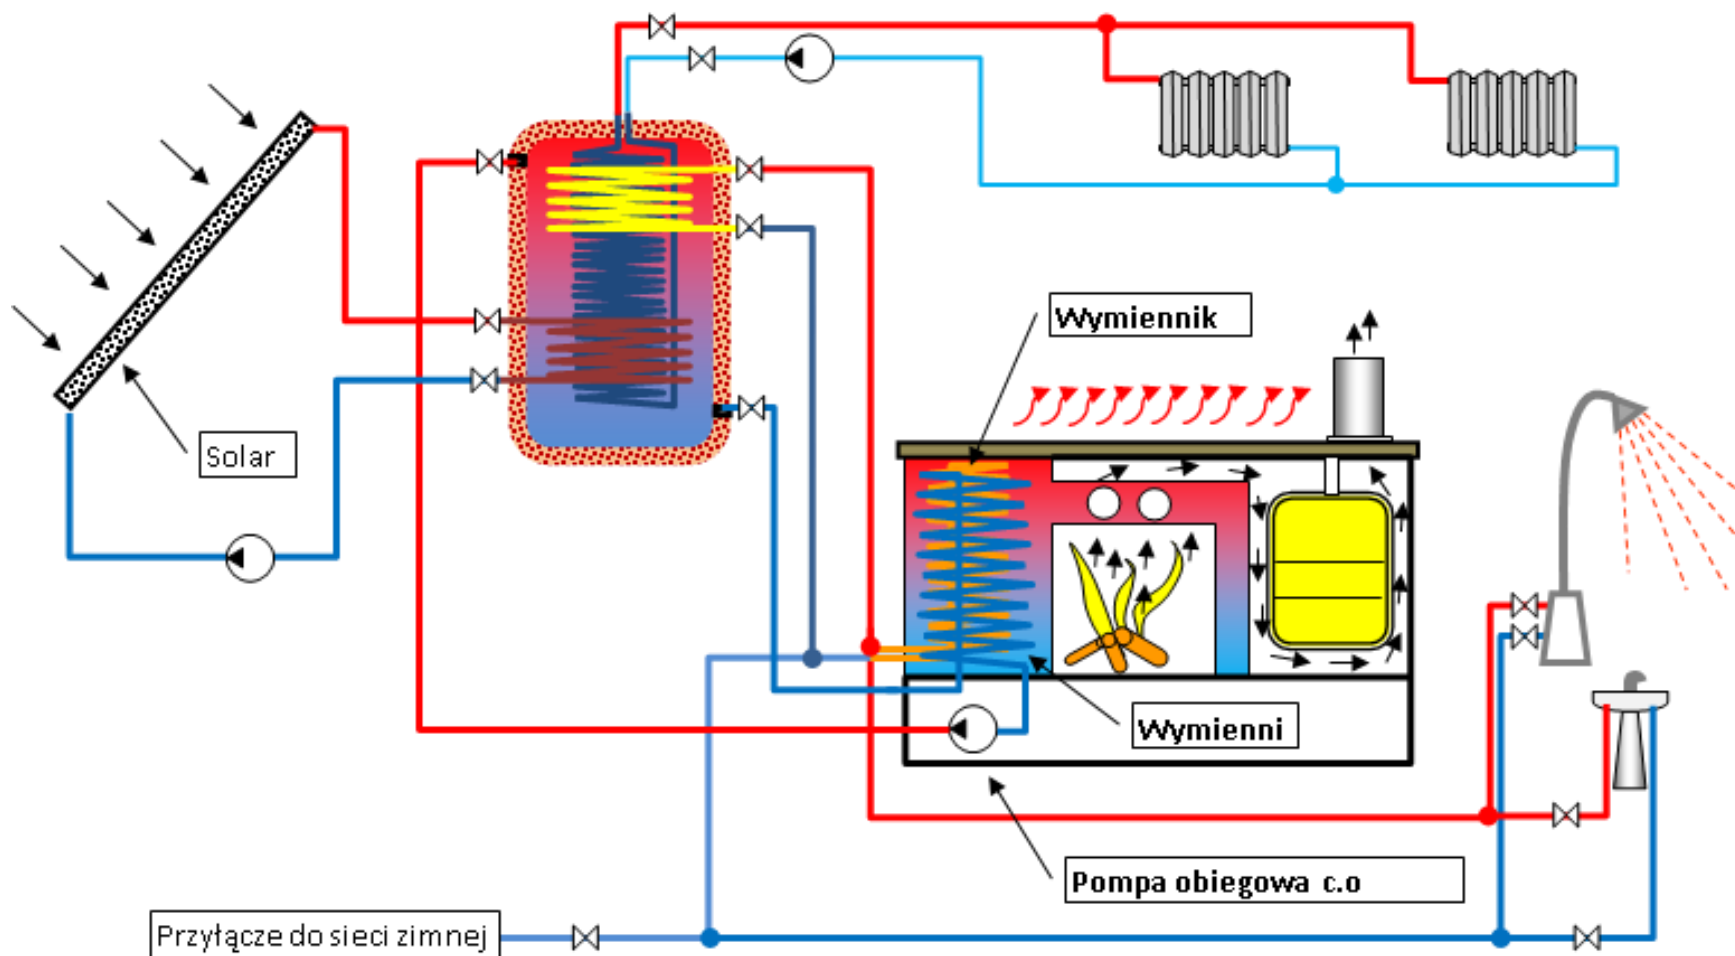 Wymiennik
Solar
Wymienni
Pompa obiegowa c.o
Przyłącze do sieci zimnej